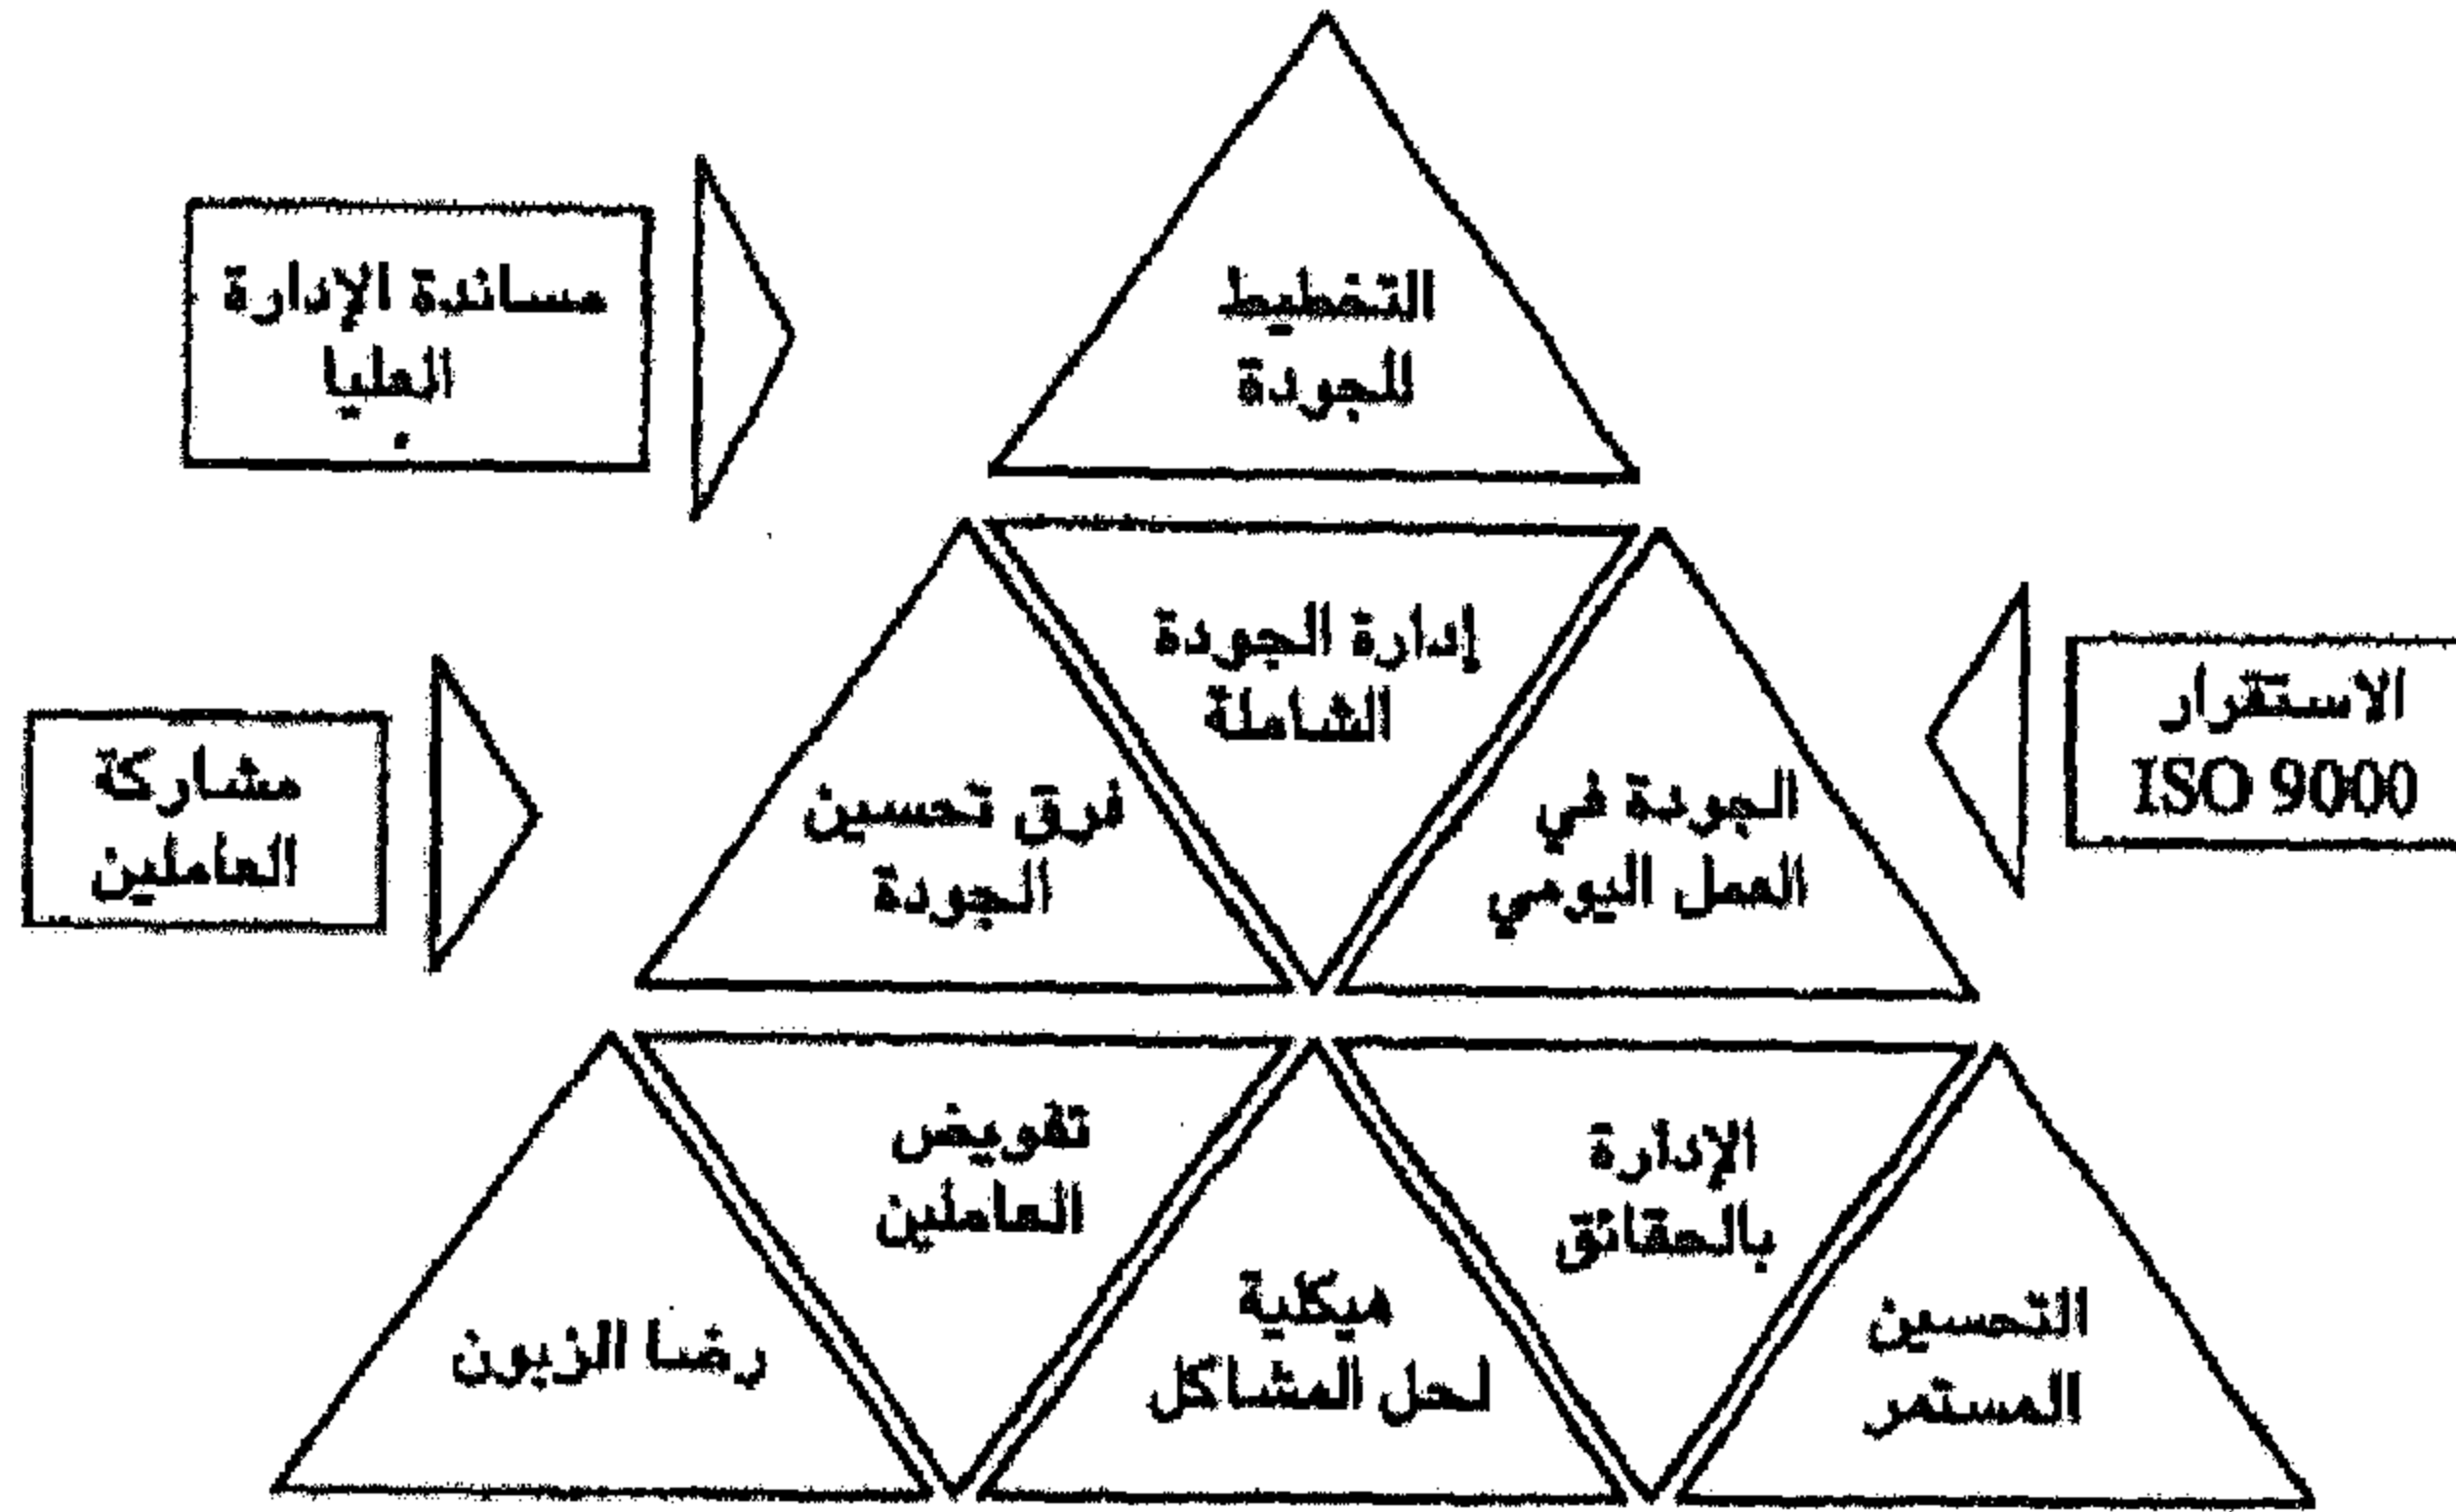 التخطيط
للجودة
مساندة الإدارة
العليا
إدارة الجودة
الشاملة
الجودة في
العمل اليومي
فرق تحسين
الجودة
الاستقرار
ISO 9000
مشاركة
العاملين
التحسين
المستمر
الإدارة
بالحقائق
هيكلية
لحل المشاكل
تفويض
العاملين
رضا الزبون